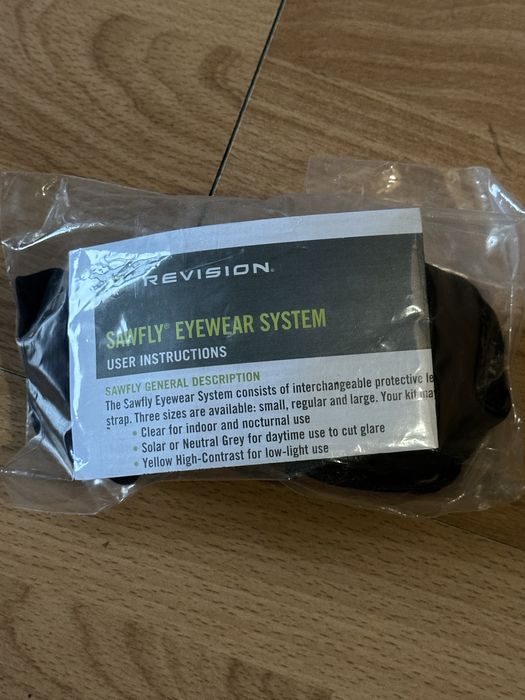 REVISION®
SAWFLY® EYEWEAR SYSTEM
USER INSTRUCTIONS
SAWFLY GENERAL DESCRIPTION
The Sawfly Eyewear System consists of interchangeable protective le
strap. Three sizes are available: small, regular and large. Your kit ma
• Clear for indoor and nocturnal use
• Solar or Neutral Grey for daytime use to cut glare
• Yellow High-Contrast for low-light use